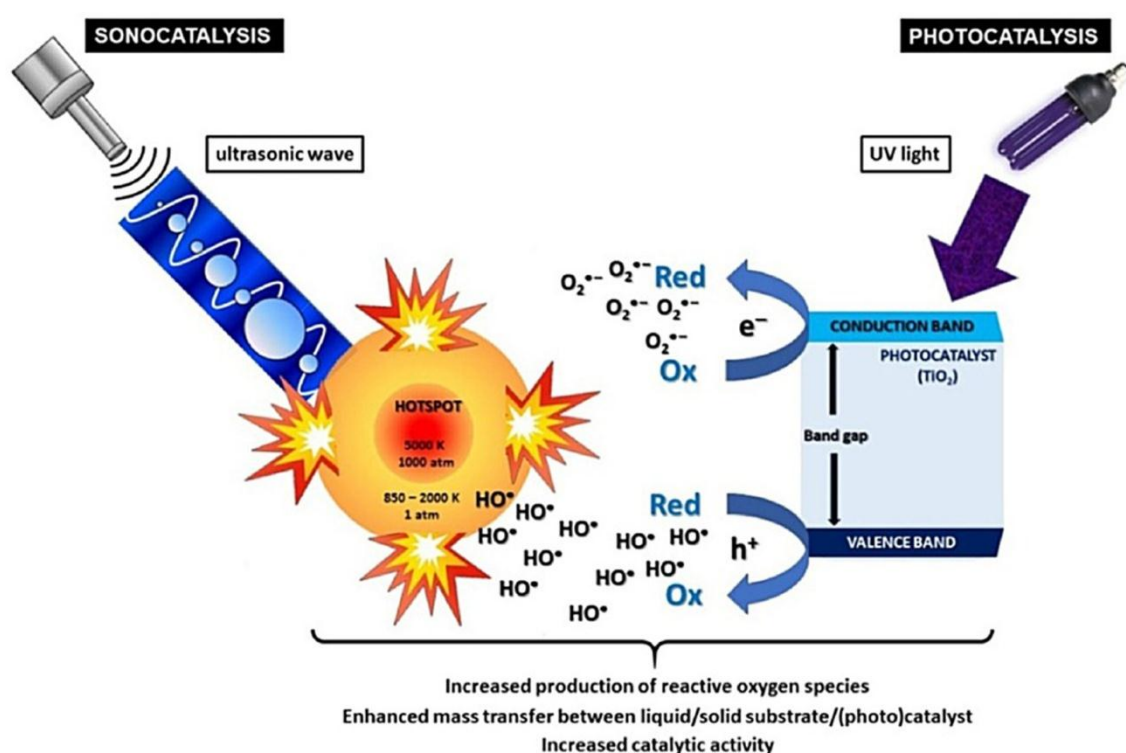 SONOCATALYSIS
PHOTOCATALYSIS
ultrasonic wave
UV light
O₂•− O₂•− Red
O₂•− O₂•−
O₂•−
e−
Ox
CONDUCTION BAND
PHOTOCATALYST
(TiO₂)
Band gap
VALENCE BAND
HOTSPOT
5000 K
1000 atm
850 – 2000 K
1 atm
Red
h+
Ox
HO•
HO•
HO•
HO•
HO•
HO•
HO•
HO•
HO•
HO•
HO•
Increased production of reactive oxygen species
Enhanced mass transfer between liquid/solid substrate/(photo)catalyst
Increased catalytic activity